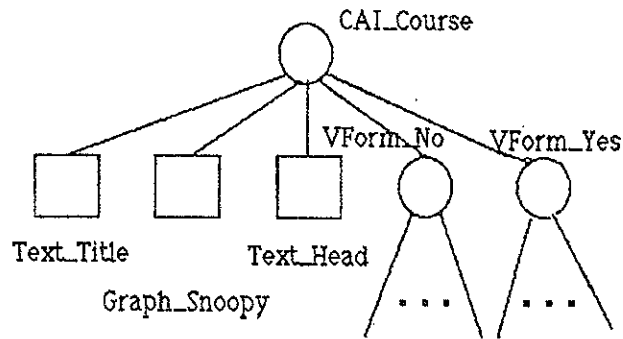 CAI_Course
VForm_No
VForm_Yes
Text_Title
Text_Head
Graph_Snoopy